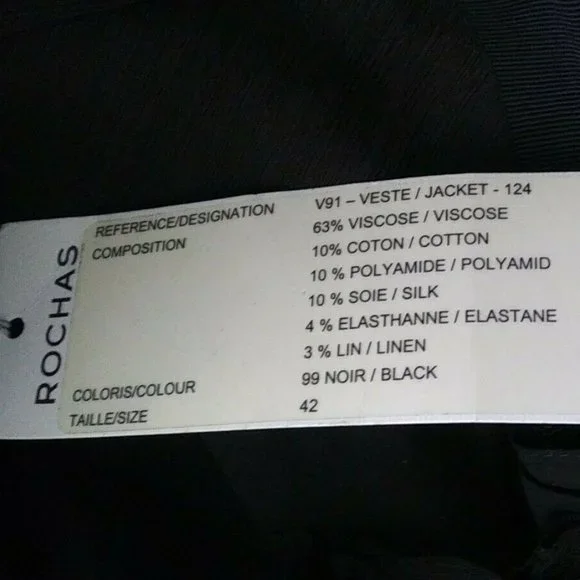 ROCHAS
REFERENCE/DESIGNATION V91 – VESTE / JACKET - 124
COMPOSITION 63% VISCOSE / VISCOSE
10% COTON / COTTON
10 % POLYAMIDE / POLYAMID
10 % SOIE / SILK
4 % ELASTHANNE / ELASTANE
3 % LIN / LINEN
COLORIS/COLOUR 99 NOIR / BLACK
TAILLE/SIZE 42